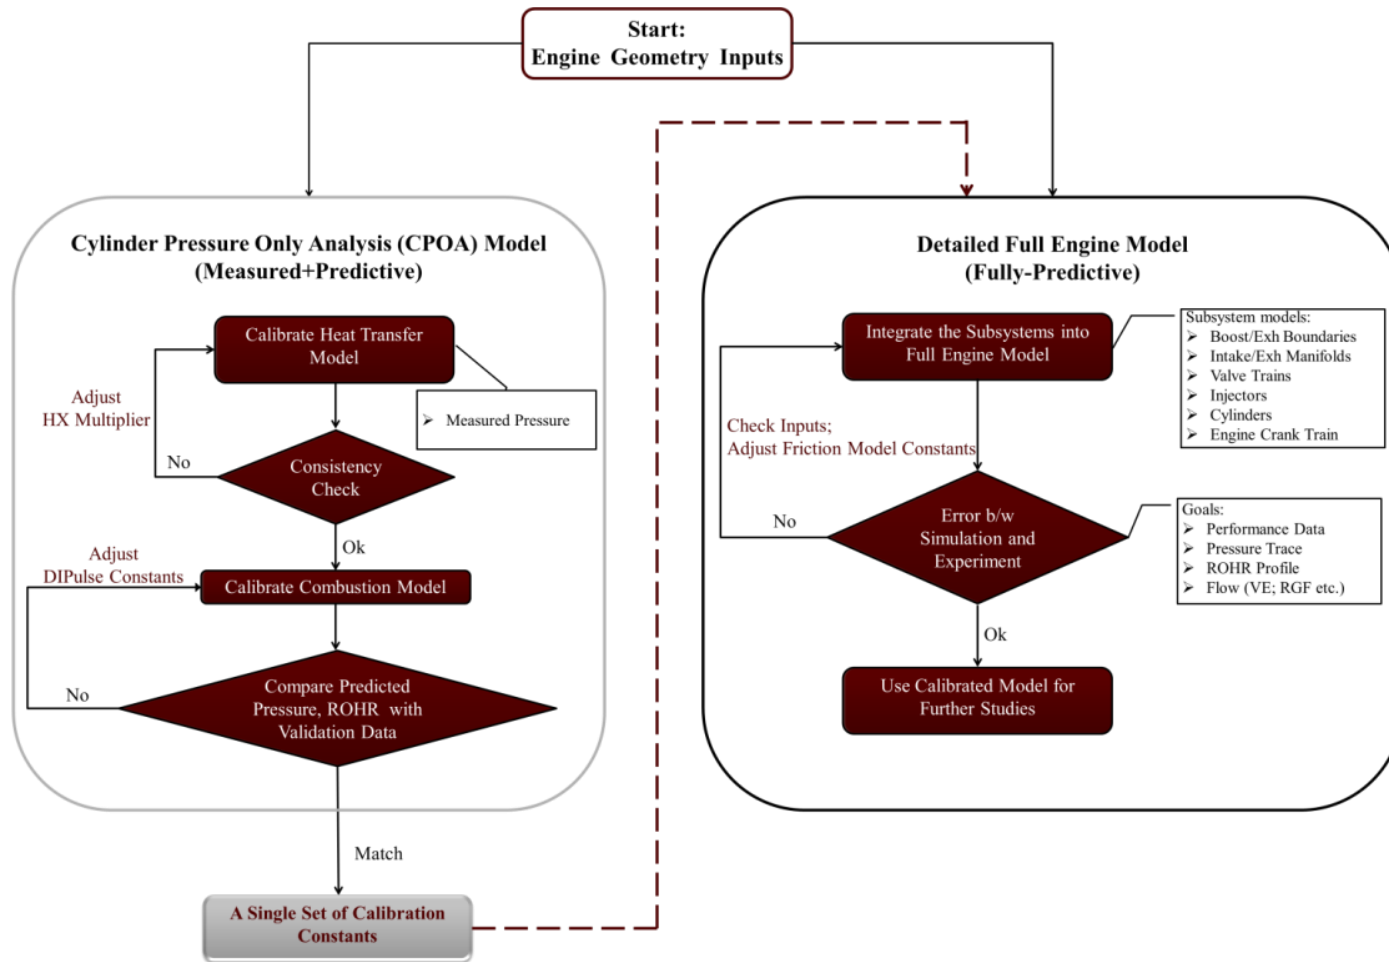 Start:
Engine Geometry Inputs
Cylinder Pressure Only Analysis (CPOA) Model
(Measured+Predictive)
Calibrate Heat Transfer
Model
Adjust
HX Multiplier
➢ Measured Pressure
No
Consistency
Check
Ok
Adjust
DIPulse Constants
Calibrate Combustion Model
No
Compare Predicted
Pressure, ROHR with
Validation Data
Match
A Single Set of Calibration
Constants
Detailed Full Engine Model
(Fully-Predictive)
Integrate the Subsystems into
Full Engine Model
Subsystem models:
➢ Boost/Exh Boundaries
➢ Intake/Exh Manifolds
➢ Valve Trains
➢ Injectors
➢ Cylinders
➢ Engine Crank Train
Check Inputs;
Adjust Friction Model Constants
No
Error b/w
Simulation and
Experiment
Goals:
➢ Performance Data
➢ Pressure Trace
➢ ROHR Profile
➢ Flow (VE; RGF etc.)
Ok
Use Calibrated Model for
Further Studies